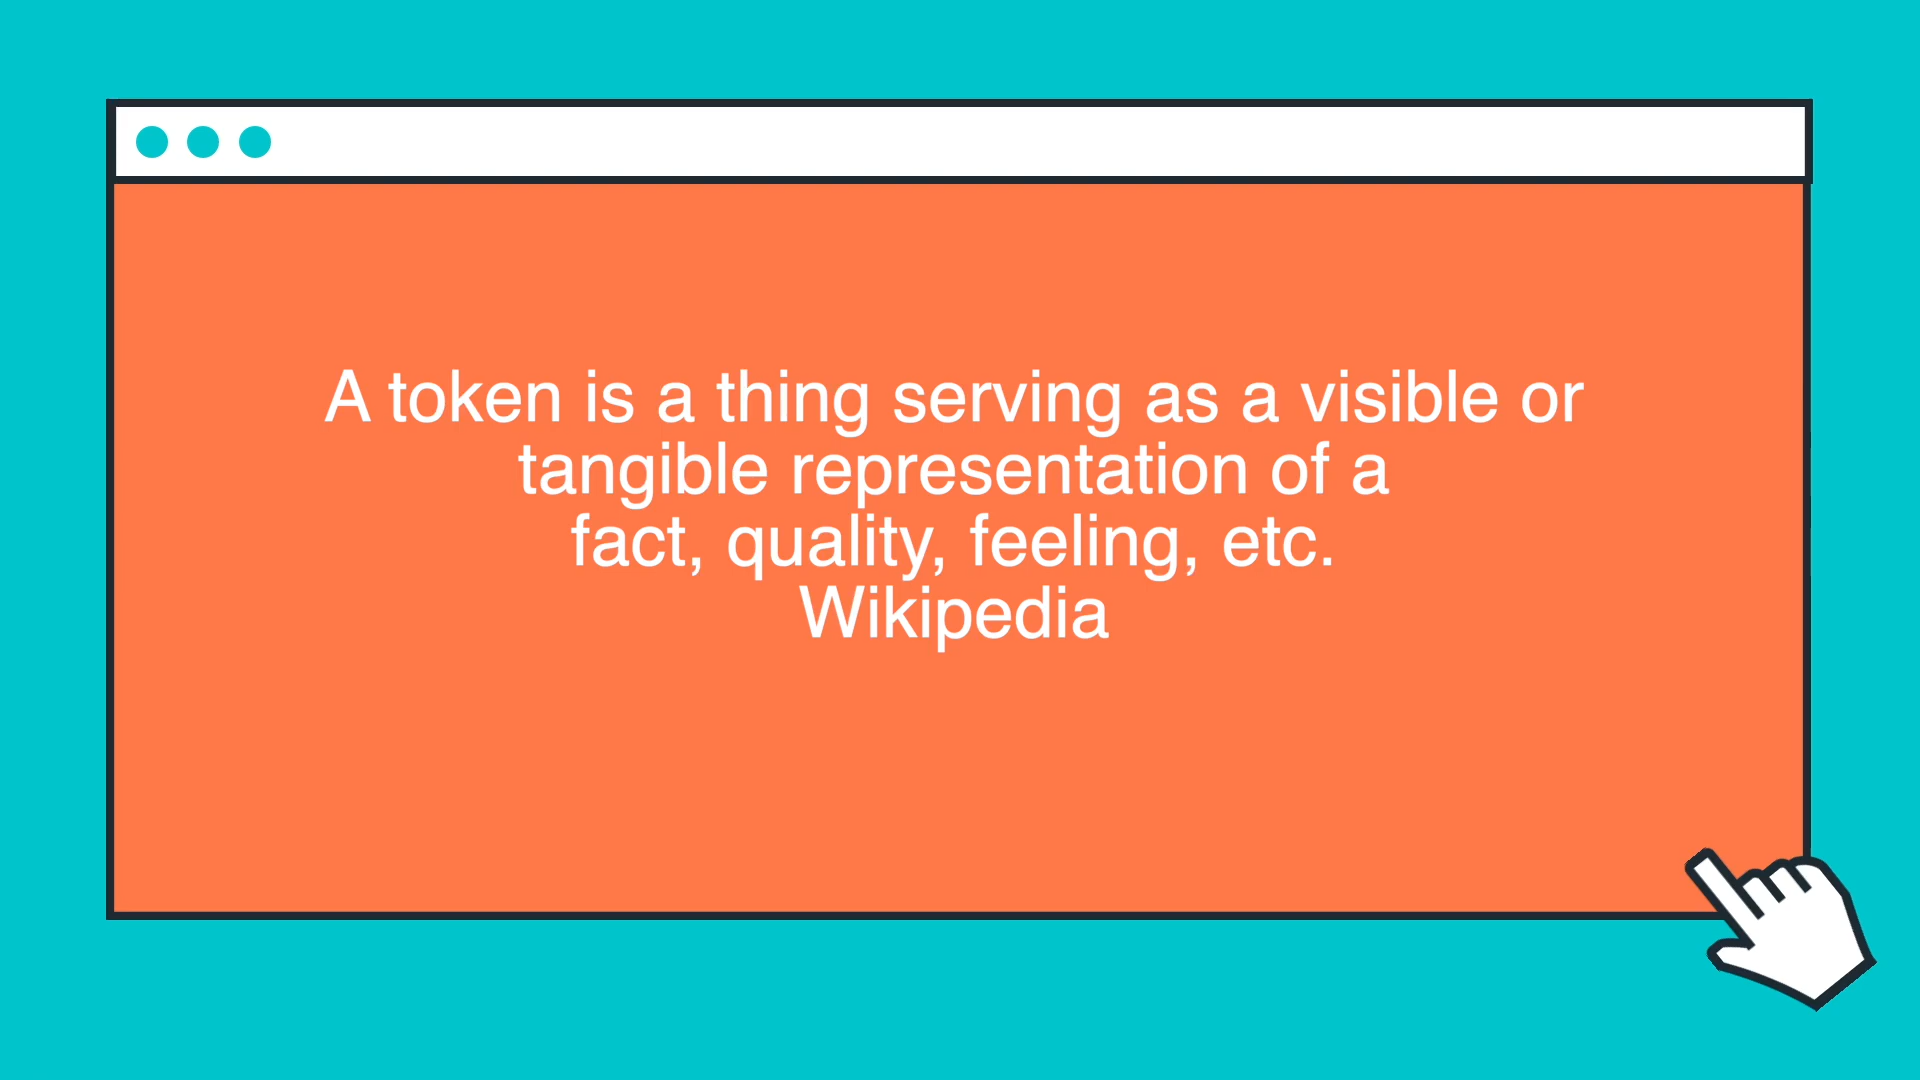 A token is a thing serving as a visible or
tangible representation of a
fact, quality, feeling, etc.
Wikipedia